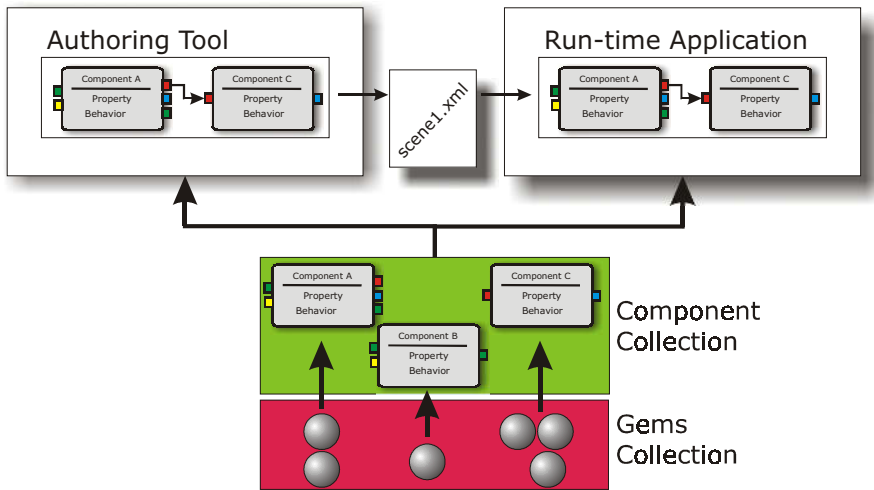 Authoring Tool
Component A
Property
Behavior
Component C
Property
Behavior
scene1.xml
Run-time Application
Component A
Property
Behavior
Component C
Property
Behavior
Component A
Property
Behavior
Component B
Property
Behavior
Component C
Property
Behavior
Component
Collection
Gems
Collection